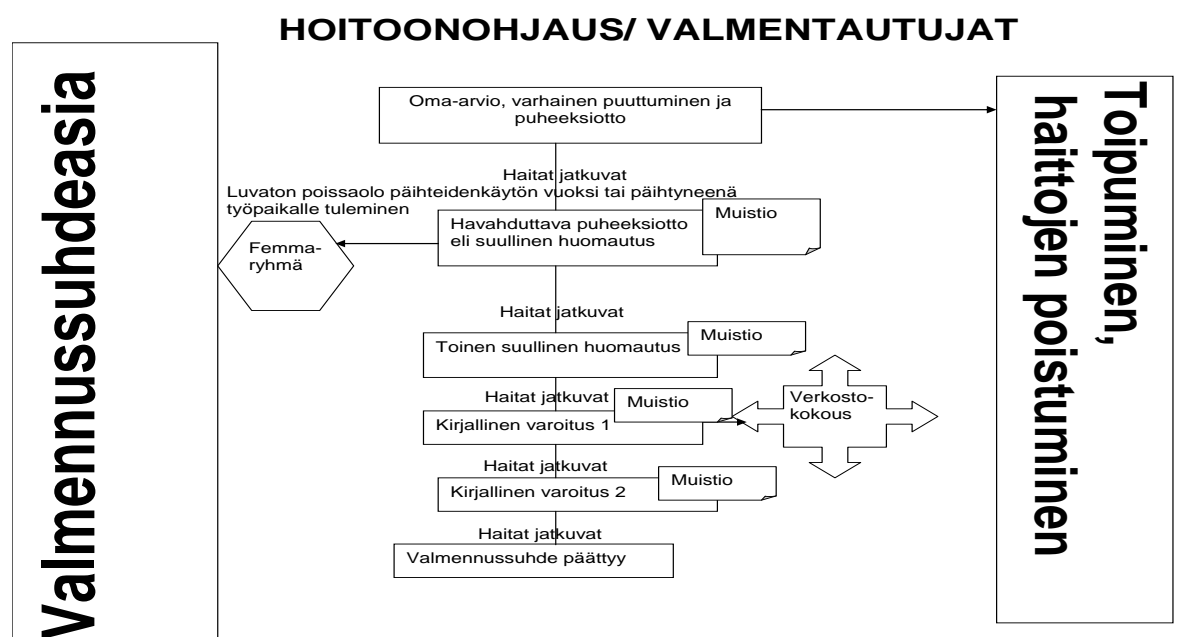 HOITOONOHJAUS/ VALMENTAUTUJAT
Valmennussuhdeasia
Oma-arvio, varhainen puuttuminen ja
puheeksiotto
Toipuminen,
haittojen poistuminen
Haitat jatkuvat
Luvaton poissaolo päihteidenkäytön vuoksi tai päihtyneenä
työpaikalle tuleminen
Havahduttava puheeksiotto
eli suullinen huomautus
Muistio
Femma-
ryhmä
Haitat jatkuvat
Toinen suullinen huomautus
Muistio
Haitat jatkuvat
Muistio
Verkosto-
kokous
Kirjallinen varoitus 1
Haitat jatkuvat
Muistio
Kirjallinen varoitus 2
Haitat jatkuvat
Valmennussuhde päättyy